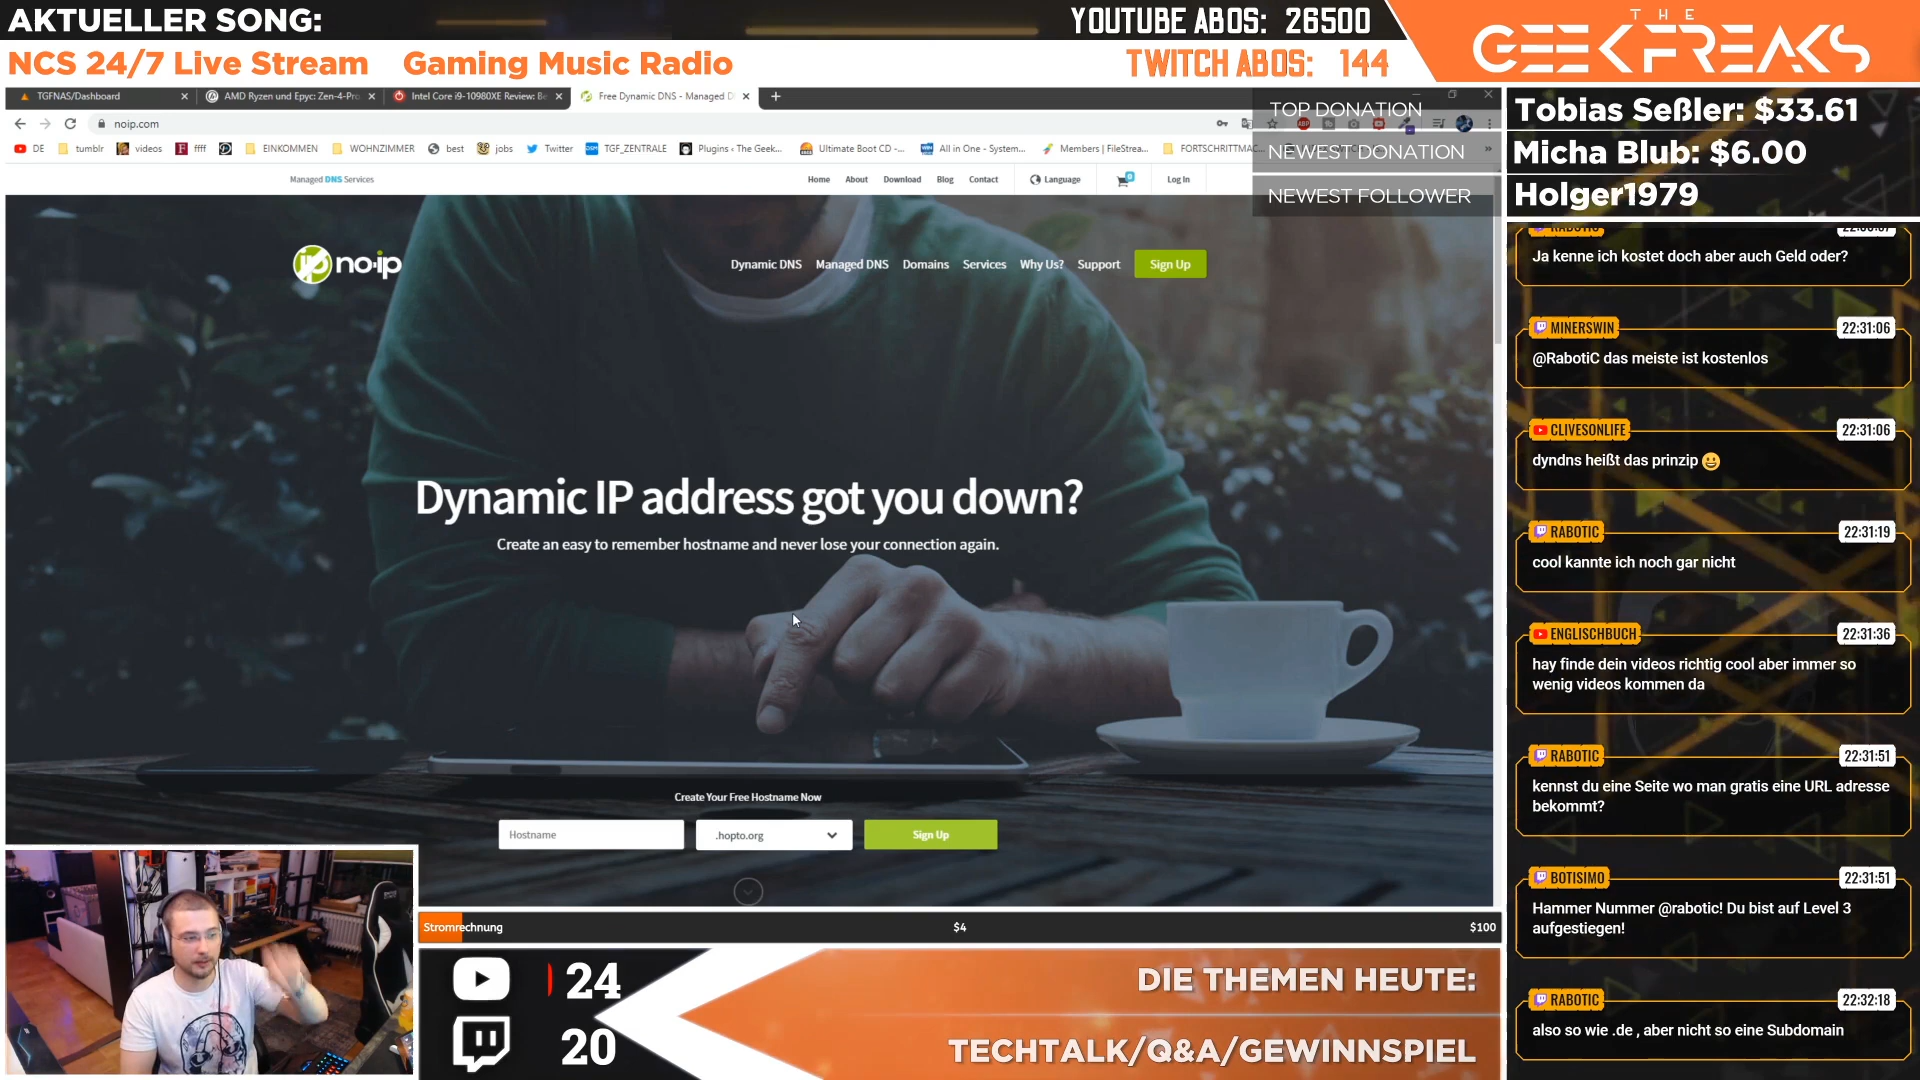 AKTUELLER SONG:
NCS 24/7 Live Stream Gaming Music Radio
YOUTUBE ABOS: 26500
TWITCH ABOS: 144
THE
GEEKFREAKS
TGFNAS/Dashboard
AMD Ryzen und Epyc: Zen-4-Pro
Intel Core i9-10980XE Review: Be
Free Dynamic DNS - Managed D
noip.com
DE
tumblr
videos
ffff
EINKOMMEN
WOHNZIMMER
best
jobs
Twitter
TGF_ZENTRALE
Plugins ‹ The Geek...
Ultimate Boot CD -...
All in One - System...
Members | FileStrea...
FORTSCHRITTMAC...
TOP DONATION
NEWEST DONATION
NEWEST FOLLOWER
Tobias Seßler: $33.61
Micha Blub: $6.00
Holger1979
Managed DNS Services
Home About Download Blog Contact Language Log In
no-ip
Dynamic DNS Managed DNS Domains Services Why Us? Support Sign Up
Dynamic IP address got you down?
Create an easy to remember hostname and never lose your connection again.
Create Your Free Hostname Now
Hostname
.hopto.org
Sign Up
Stromrechnung $4 $100
24
20
DIE THEMEN HEUTE:
TECHTALK/Q&A/GEWINNSPIEL
RABOTIC
Ja kenne ich kostet doch aber auch Geld oder?
MINERSWIN 22:31:06
@RabotiC das meiste ist kostenlos
CLIVESONLIFE 22:31:06
dyndns heißt das prinzip 😀
RABOTIC 22:31:19
cool kannte ich noch gar nicht
ENGLISCHBUCH 22:31:36
hay finde dein videos richtig cool aber immer so
wenig videos kommen da
RABOTIC 22:31:51
kennst du eine Seite wo man gratis eine URL adresse
bekommt?
BOTISIMO 22:31:51
Hammer Nummer @rabotic! Du bist auf Level 3
aufgestiegen!
RABOTIC 22:32:18
also so wie .de , aber nicht so eine Subdomain